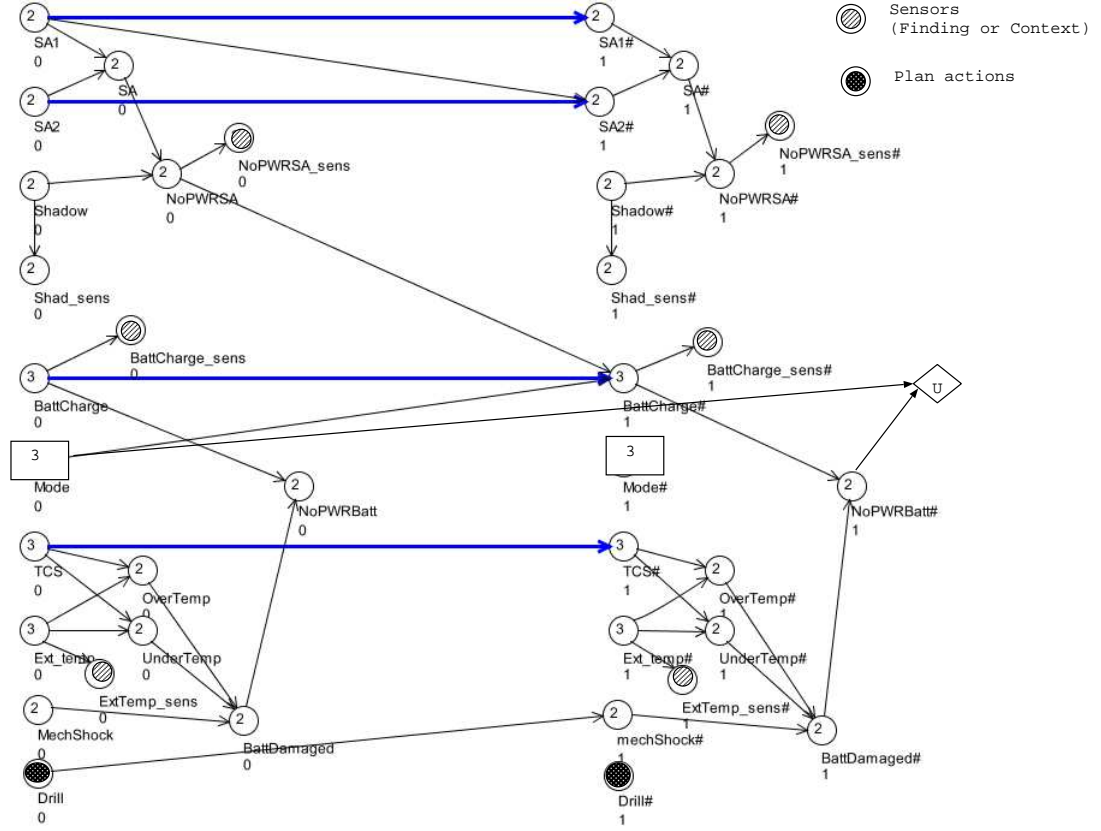 2
SA1
0
2
SA1#
1
Sensors
(Finding or Context)
2
SA
0
2
SA#
1
Plan actions
2
SA2
0
2
SA2#
1
NoPWRSA_sens
0
NoPWRSA_sens#
1
2
NoPWRSA
0
2
NoPWRSA#
1
2
Shadow
0
2
Shadow#
1
2
Shad_sens
0
2
Shad_sens#
1
BattCharge_sens
0
BattCharge_sens#
1
3
BattCharge
0
3
BattCharge#
1
U
3
Mode
0
3
Mode#
1
2
NoPWRBatt
0
2
NoPWRBatt#
1
3
TCS
0
3
TCS#
1
2
OverTemp
0
2
OverTemp#
1
3
Ext_temp
0
2
UnderTemp
0
3
Ext_temp#
1
2
UnderTemp#
1
ExtTemp_sens
0
ExtTemp_sens#
1
2
MechShock
0
2
BattDamaged
0
2
mechShock#
1
2
BattDamaged#
1
Drill
0
Drill#
1